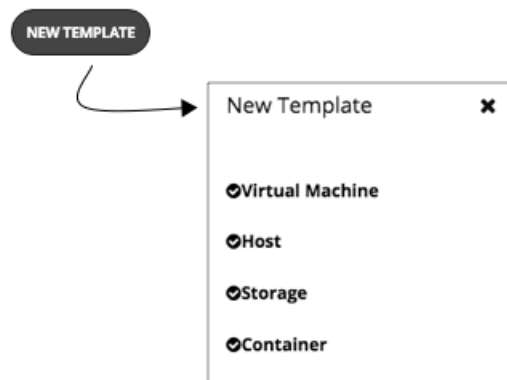 NEW TEMPLATE
New Template
Virtual Machine
Host
Storage
Container